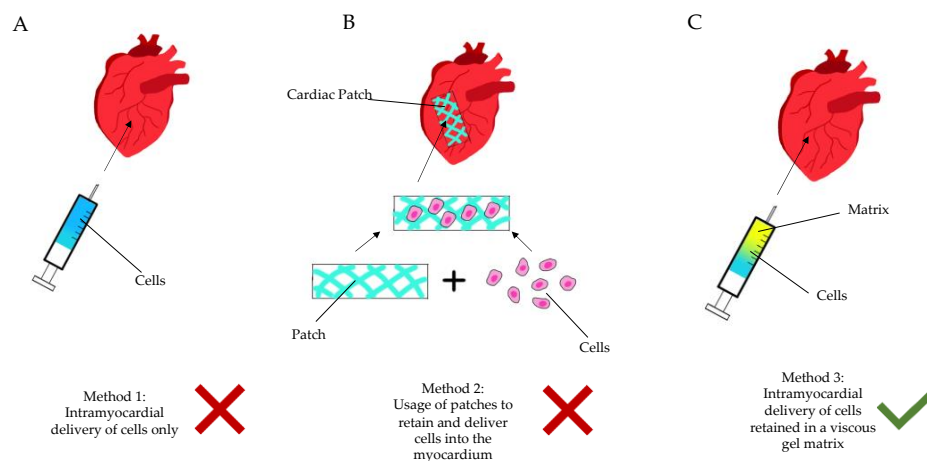 A
B
C
Cardiac Patch
Matrix
Cells
Cells
Patch
Cells
Method 1:
Intramyocardial
delivery of cells only
Method 2:
Usage of patches to
retain and deliver
cells into the
myocardium
Method 3:
Intramyocardial
delivery of cells
retained in a viscous
gel matrix